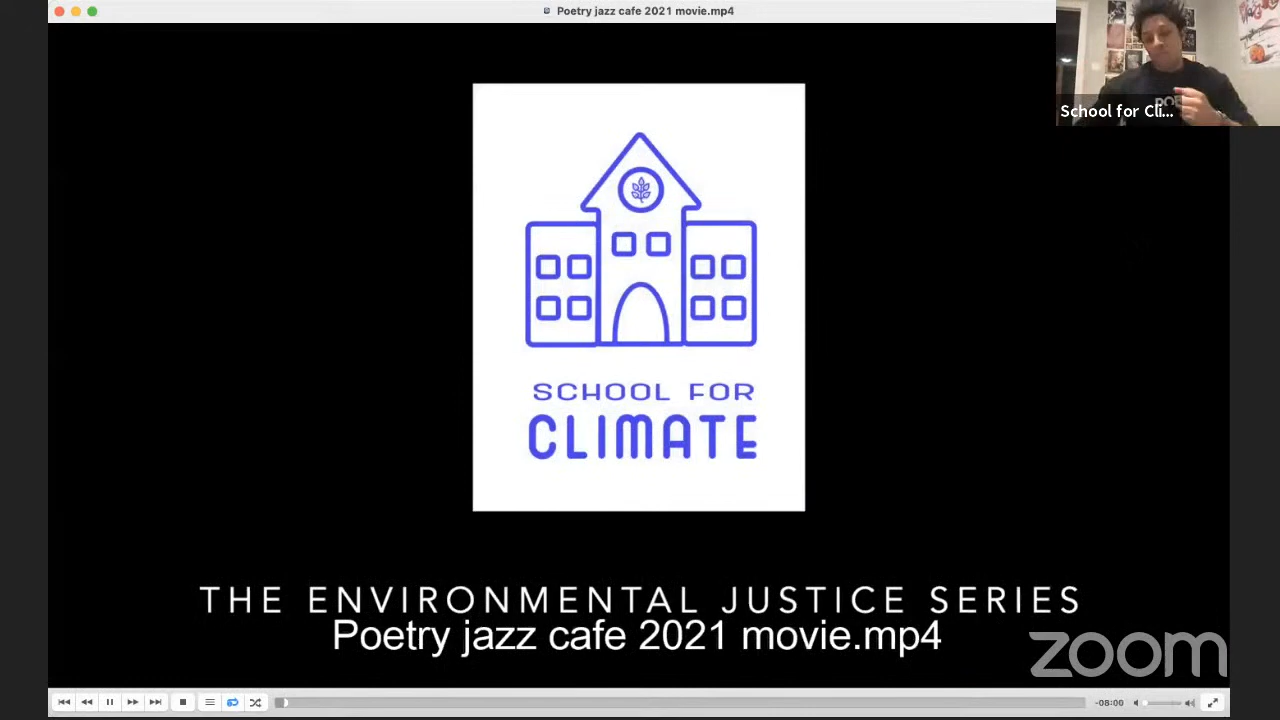 Poetry jazz cafe 2021 movie.mp4
School for Cli...
SCHOOL FOR
CLIMATE
THE ENVIRONMENTAL JUSTICE SERIES
Poetry jazz cafe 2021 movie.mp4
zoom
-08:00